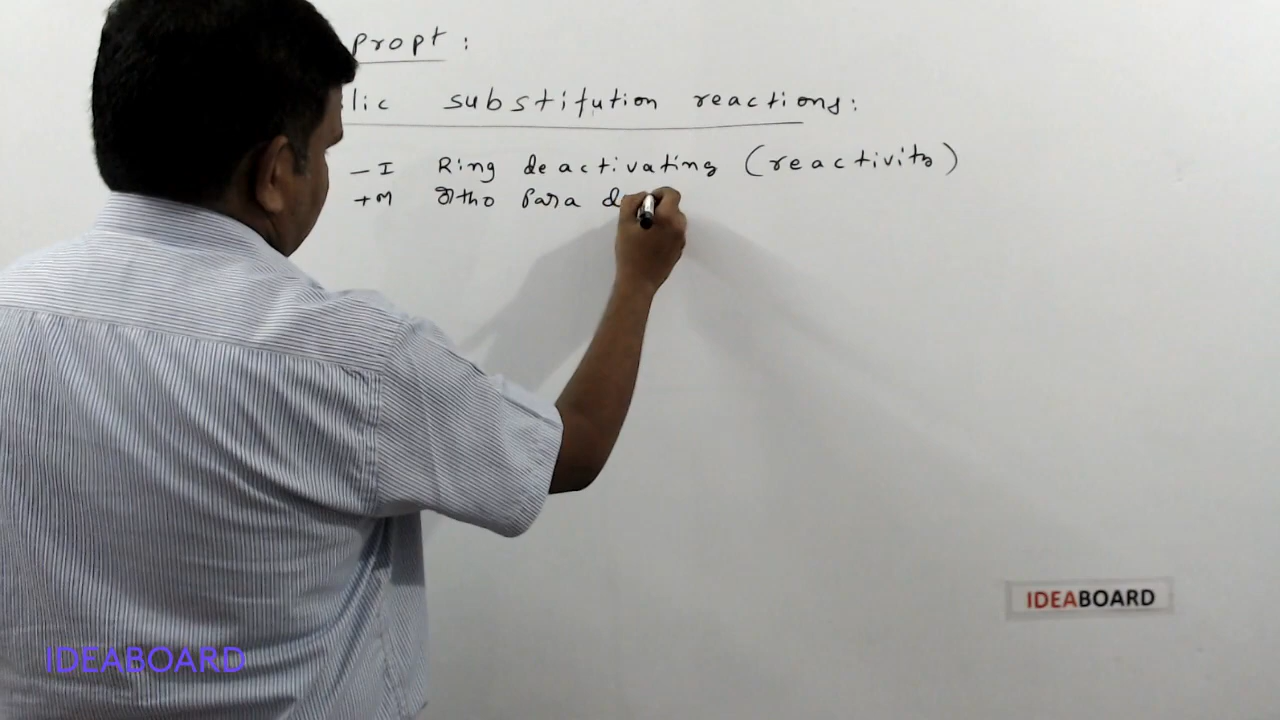 Propt :
lic substitution reactions :
- I Ring deactivating (reactivity)
+M Ortho Para d
IDEABOARD
IDEABOARD